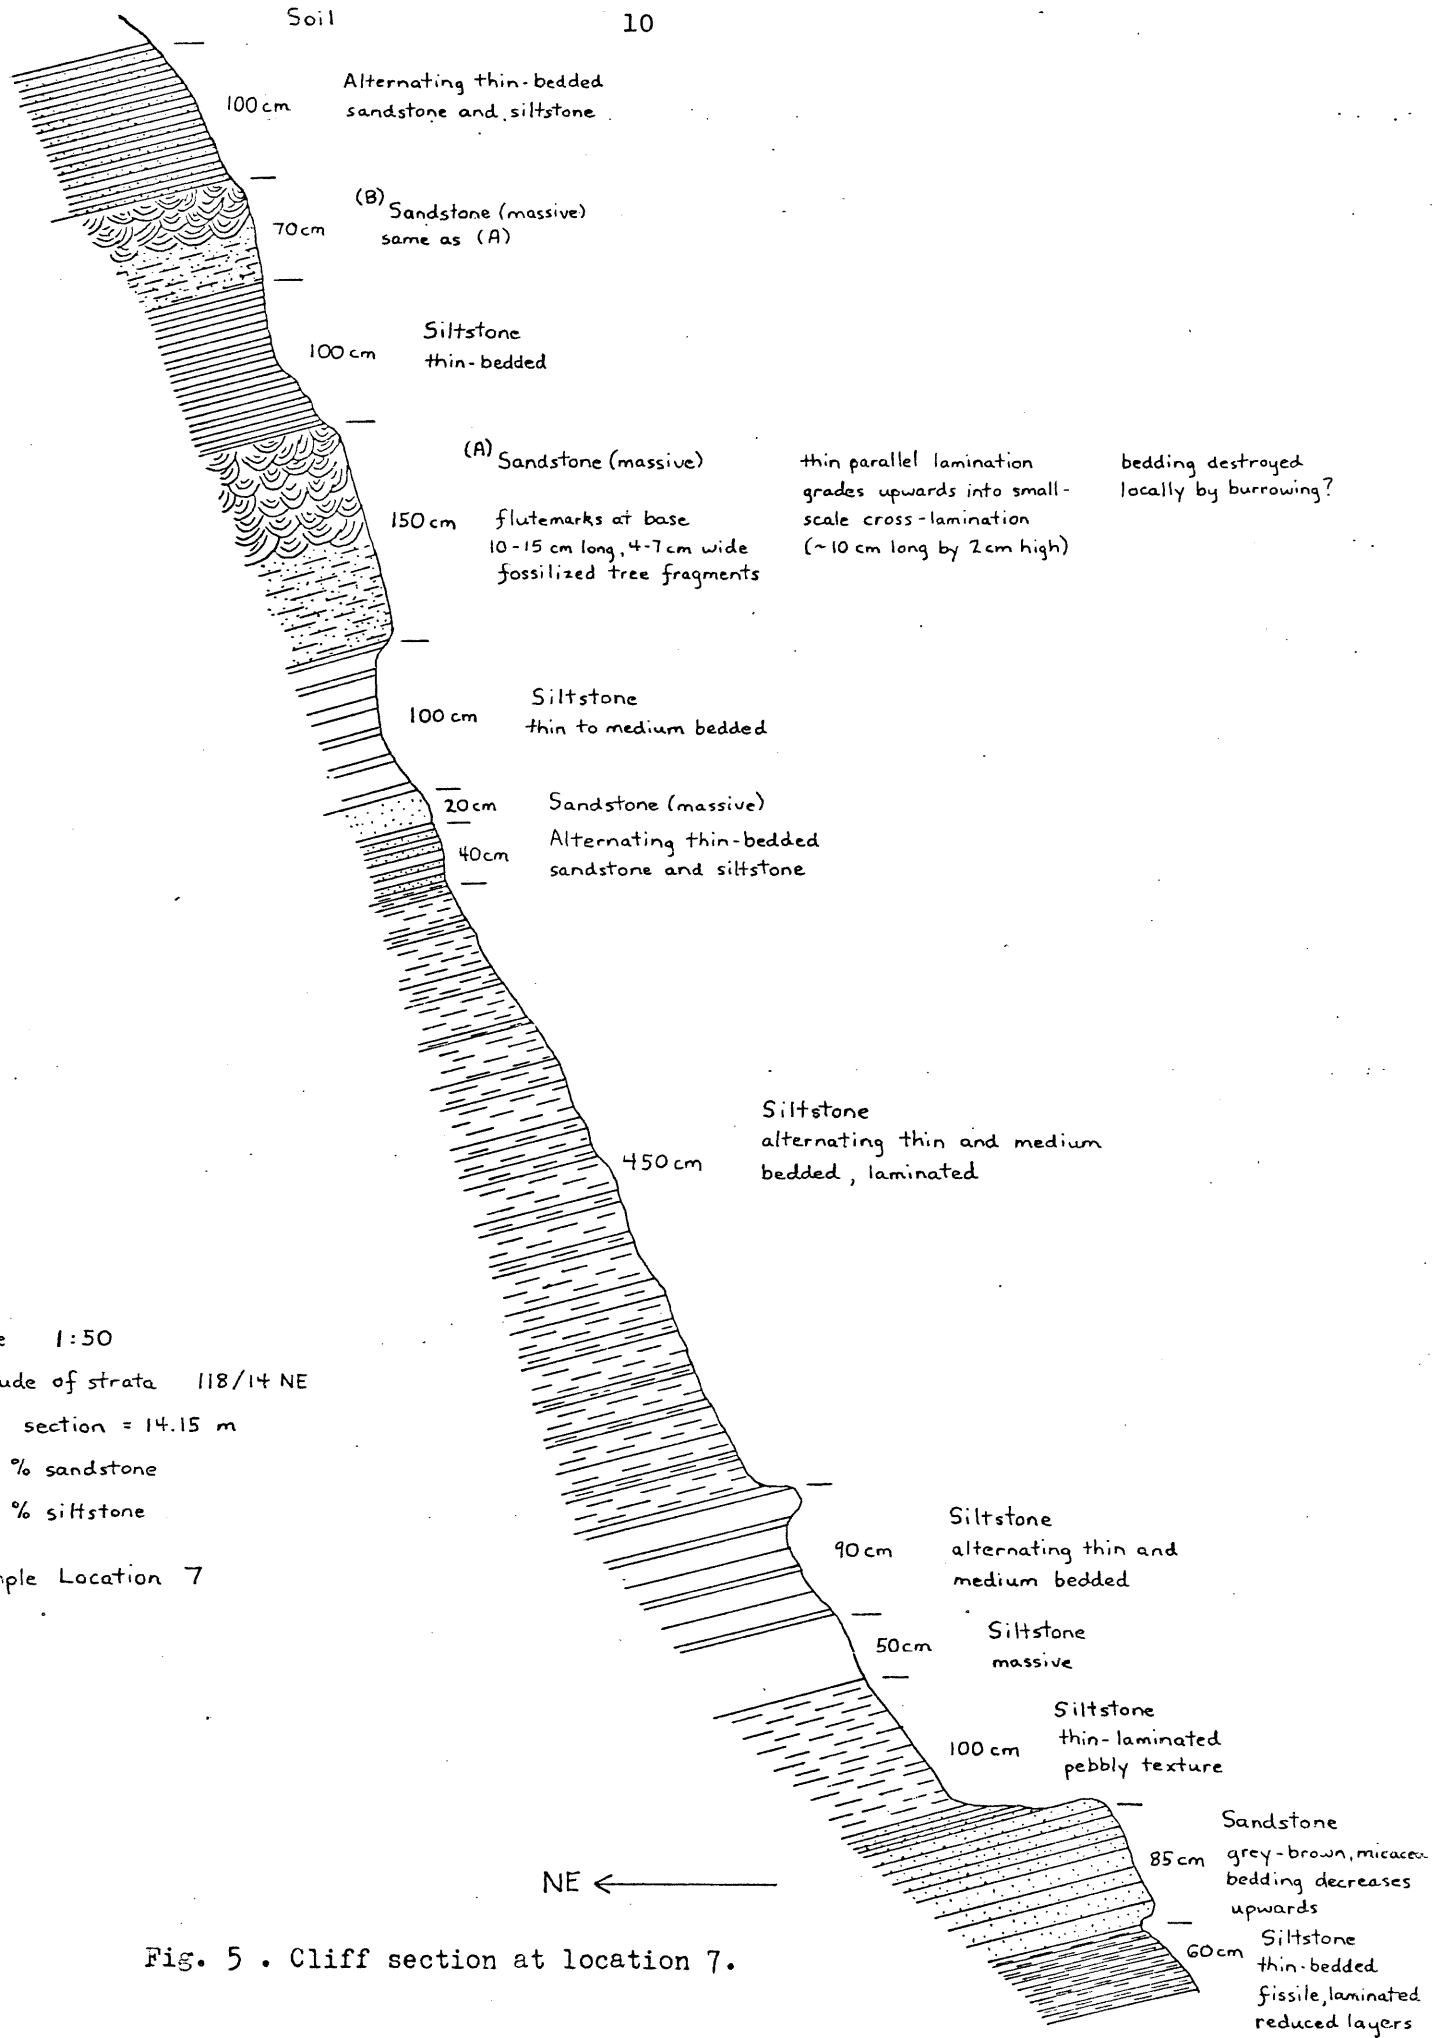 Soil
10
100 cm
Alternating thin-bedded
sandstone and siltstone
70 cm
(B) Sandstone (massive)
same as (A)
100 cm
Siltstone
thin-bedded
150 cm
(A) Sandstone (massive)
flutemarks at base
10-15 cm long, 4-7 cm wide
fossilized tree fragments
thin parallel lamination
grades upwards into small-
scale cross-lamination
(~10 cm long by 2 cm high)
bedding destroyed
locally by burrowing?
100 cm
Siltstone
thin to medium bedded
20 cm
Sandstone (massive)
40 cm
Alternating thin-bedded
sandstone and siltstone
450 cm
Siltstone
alternating thin and medium
bedded, laminated
e 1:50
ude of strata 118/14 NE
section = 14.15 m
% sandstone
% siltstone
ple Location 7
90 cm
Siltstone
alternating thin and
medium bedded
50 cm
Siltstone
massive
100 cm
Siltstone
thin-laminated
pebbly texture
85 cm
Sandstone
grey-brown, micace
bedding decreases
upwards
60 cm
Siltstone
thin-bedded
fissile, laminated
reduced layers
NE
Fig. 5 . Cliff section at location 7.